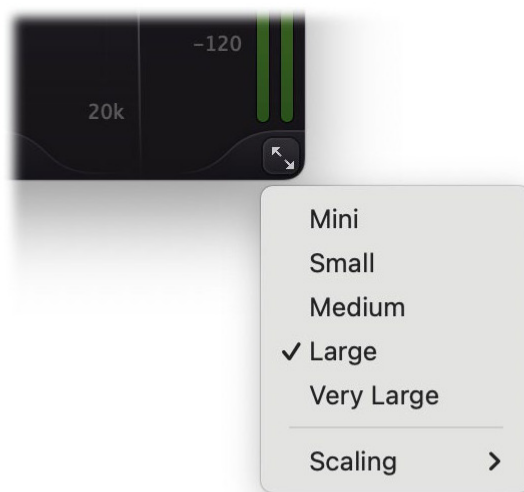 -120
20k
Mini
Small
Medium
✓ Large
Very Large
Scaling